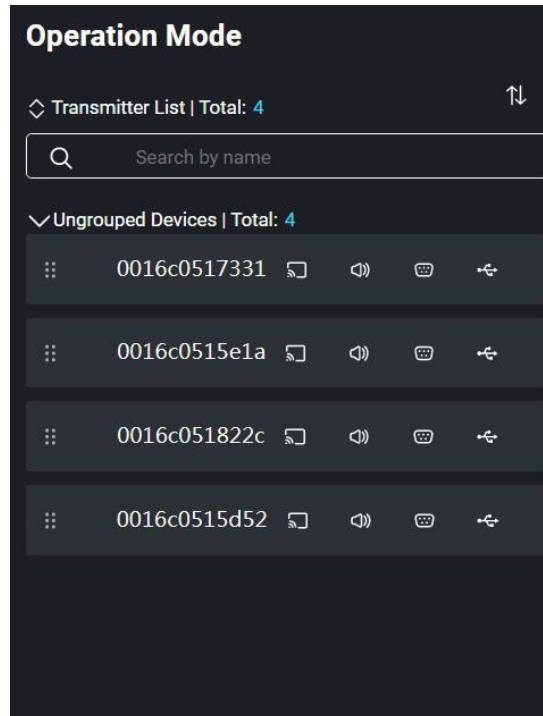 Operation Mode
Transmitter List | Total: 4
Search by name
Ungrouped Devices | Total: 4
0016c0517331
0016c0515e1a
0016c051822c
0016c0515d52